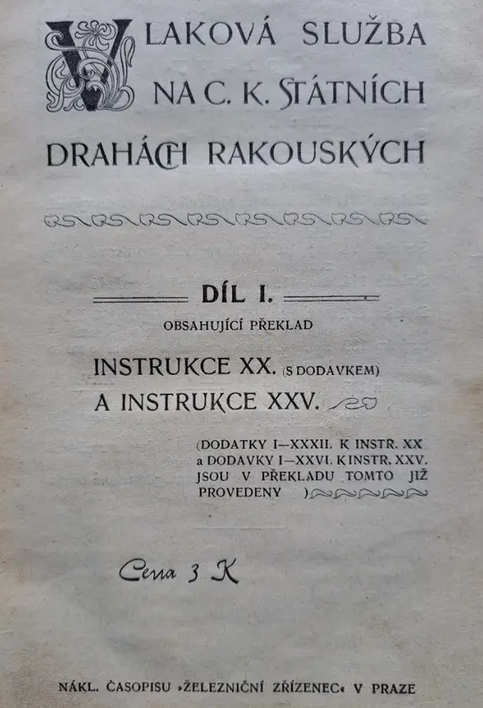 VLAKOVÁ SLUŽBA
NA C. K. STÁTNÍCH
DRAHÁCH RAKOUSKÝCH
DÍL I.
OBSAHUJÍCÍ PŘEKLAD
INSTRUKCE XX. (S DODAVKEM)
A INSTRUKCE XXV.
(DODATKY I—XXXII. K INSTR. XX
a DODAVKY I—XXVI. K INSTR. XXV.
JSOU V PŘEKLADU TOMTO JIŽ
PROVEDENY )
Cena 3 K
NÁKL. ČASOPISU »ŽELEZNIČNÍ ZŘÍZENEC« V PRAZE